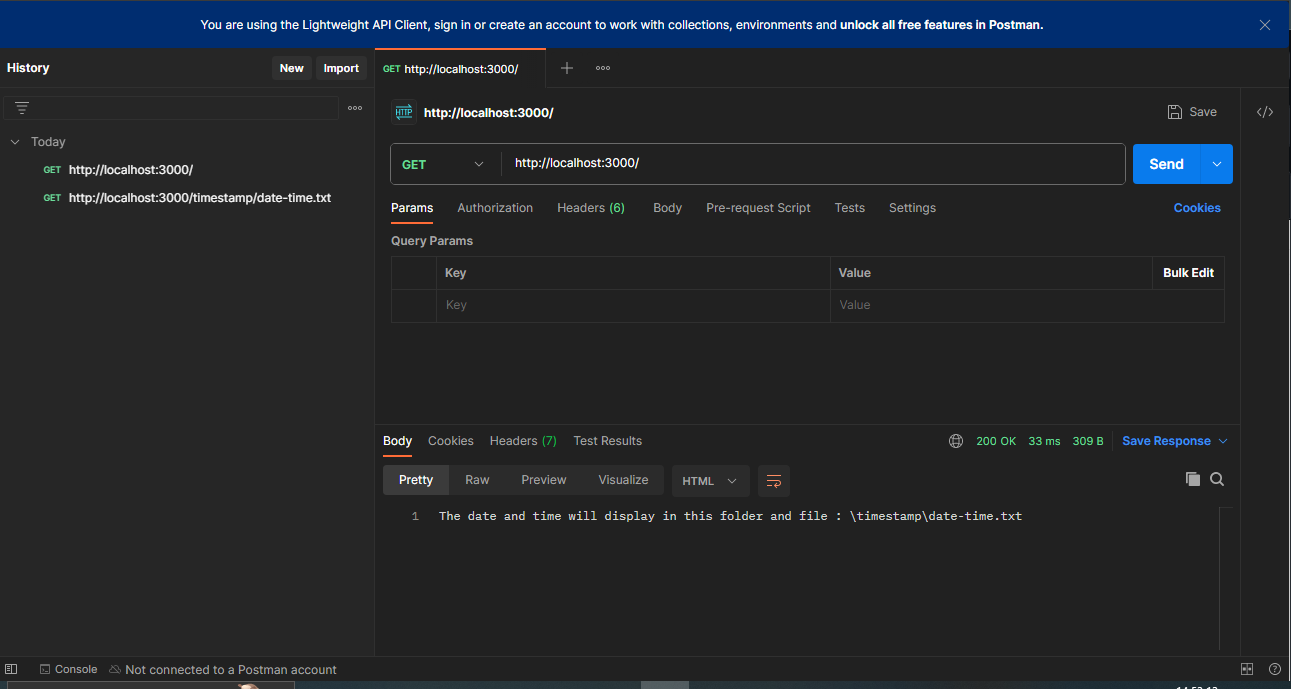 You are using the Lightweight API Client, sign in or create an account to work with collections, environments and unlock all free features in Postman.
History
New
Import
GET http://localhost:3000/
Today
GET http://localhost:3000/
GET http://localhost:3000/timestamp/date-time.txt
HTTP http://localhost:3000/
Save
GET
http://localhost:3000/
Send
Params
Authorization
Headers (6)
Body
Pre-request Script
Tests
Settings
Cookies
Query Params
Key
Value
Bulk Edit
Key
Value
Body
Cookies
Headers (7)
Test Results
200 OK
33 ms
309 B
Save Response
Pretty
Raw
Preview
Visualize
HTML
1 The date and time will display in this folder and file : \timestamp\date-time.txt
Console
Not connected to a Postman account